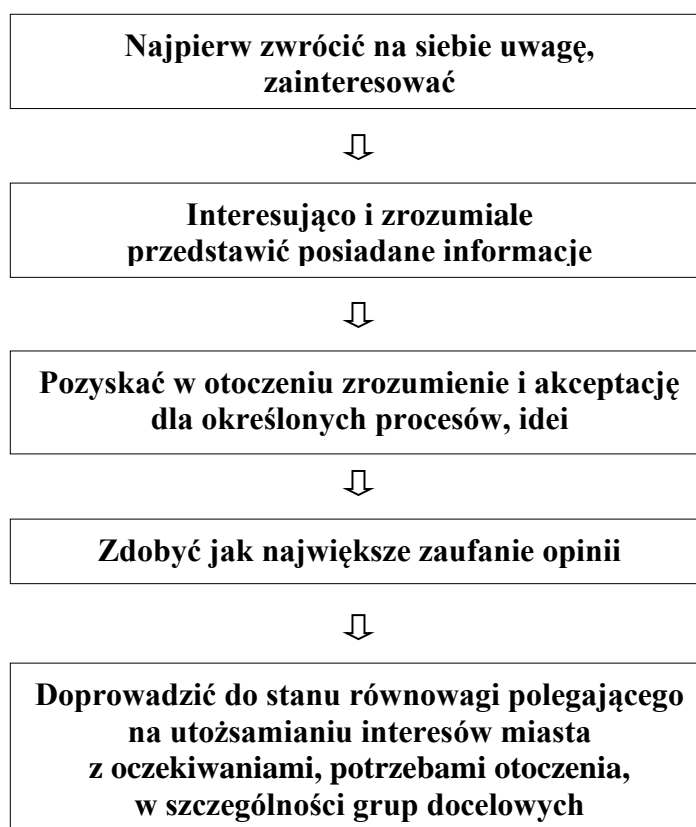 Najpierw zwrócić na siebie uwagę,
zainteresować
Interesująco i zrozumiale
przedstawić posiadane informacje
Pozyskać w otoczeniu zrozumienie i akceptację
dla określonych procesów, idei
Zdobyć jak największe zaufanie opinii
Doprowadzić do stanu równowagi polegającego
na utożsamianiu interesów miasta
z oczekiwaniami, potrzebami otoczenia,
w szczególności grup docelowych